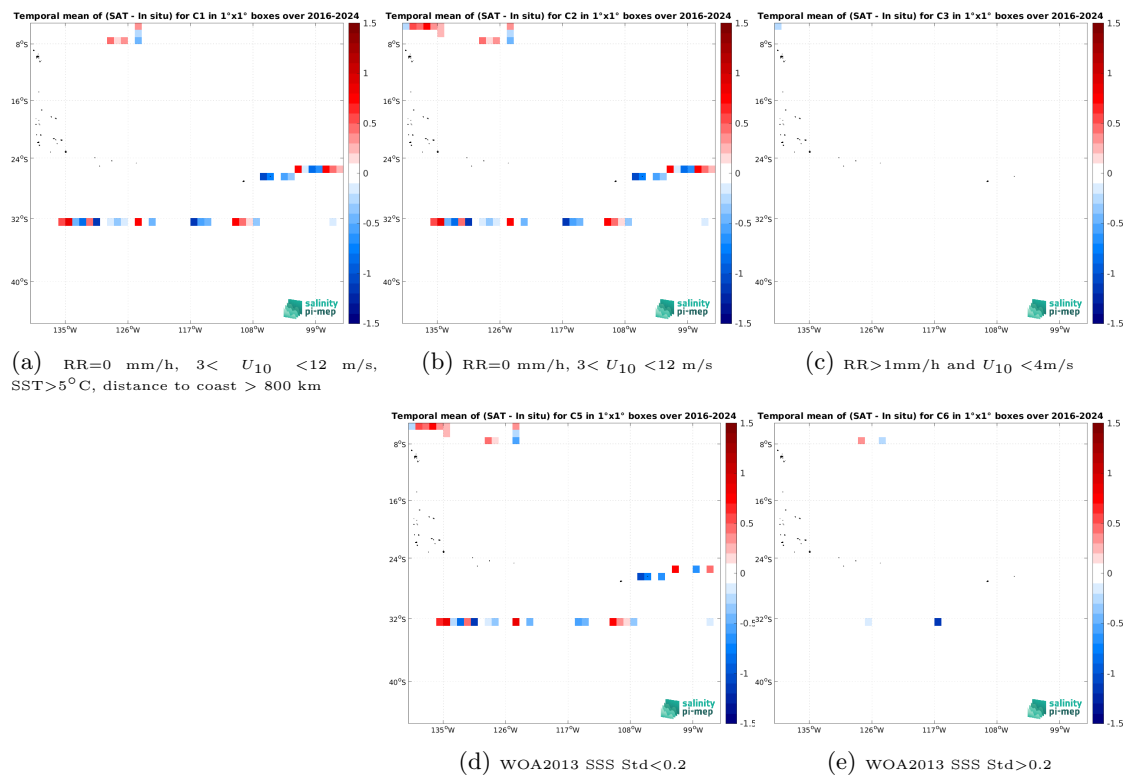 Temporal mean of (SAT - In situ) for C1 in 1°x1° boxes over 2016-2024
8°S
16°S
24°S
32°S
40°S
135°W
126°W
117°W
108°W
99°W
1.5
1
0.5
0
-0.5
-1
-1.5
salinity
pi-mep
(a) RR=0 mm/h, 3< U10 <12 m/s,
SST>5°C, distance to coast > 800 km
Temporal mean of (SAT - In situ) for C2 in 1°x1° boxes over 2016-2024
8°S
16°S
24°S
32°S
40°S
135°W
126°W
117°W
108°W
99°W
1.5
1
0.5
0
-0.5
-1
-1.5
salinity
pi-mep
(b) RR=0 mm/h, 3< U10 <12 m/s
Temporal mean of (SAT - In situ) for C3 in 1°x1° boxes over 2016-2024
8°S
16°S
24°S
32°S
40°S
135°W
126°W
117°W
108°W
99°W
1.5
1
0.5
0
-0.5
-1
-1.5
salinity
pi-mep
(c) RR>1mm/h and U10 <4m/s
Temporal mean of (SAT - In situ) for C5 in 1°x1° boxes over 2016-2024
8°S
16°S
24°S
32°S
40°S
135°W
126°W
117°W
108°W
99°W
1.5
1
0.5
0
-0.5
-1
-1.5
salinity
pi-mep
(d) WOA2013 SSS Std<0.2
Temporal mean of (SAT - In situ) for C6 in 1°x1° boxes over 2016-2024
8°S
16°S
24°S
32°S
40°S
135°W
126°W
117°W
108°W
99°W
1.5
1
0.5
0
-0.5
-1
-1.5
salinity
pi-mep
(e) WOA2013 SSS Std>0.2